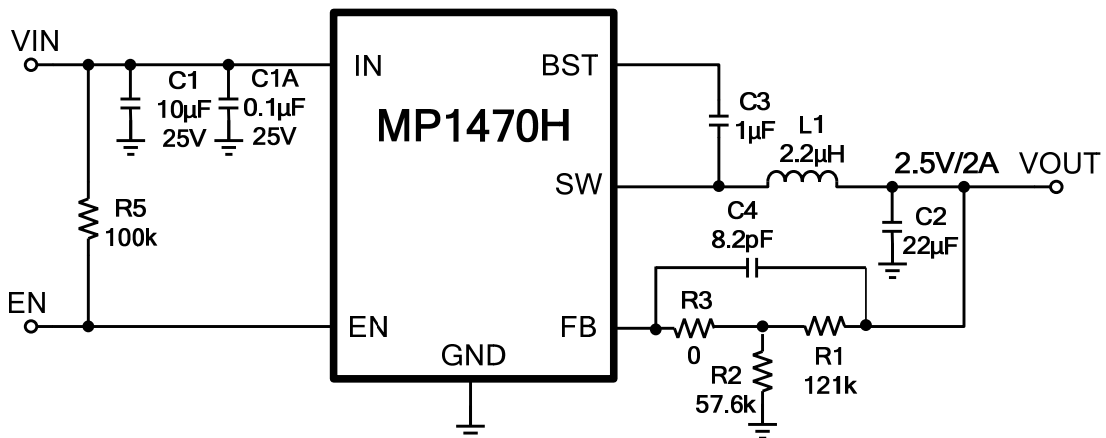 VIN
C1
10µF
25V
C1A
0.1µF
25V
R5
100k
EN
IN
BST
MP1470H
SW
EN
FB
GND
C3
1µF
L1
2.2µH
2.5V/2A
VOUT
C4
8.2pF
C2
22µF
R3
0
R2
57.6k
R1
121k